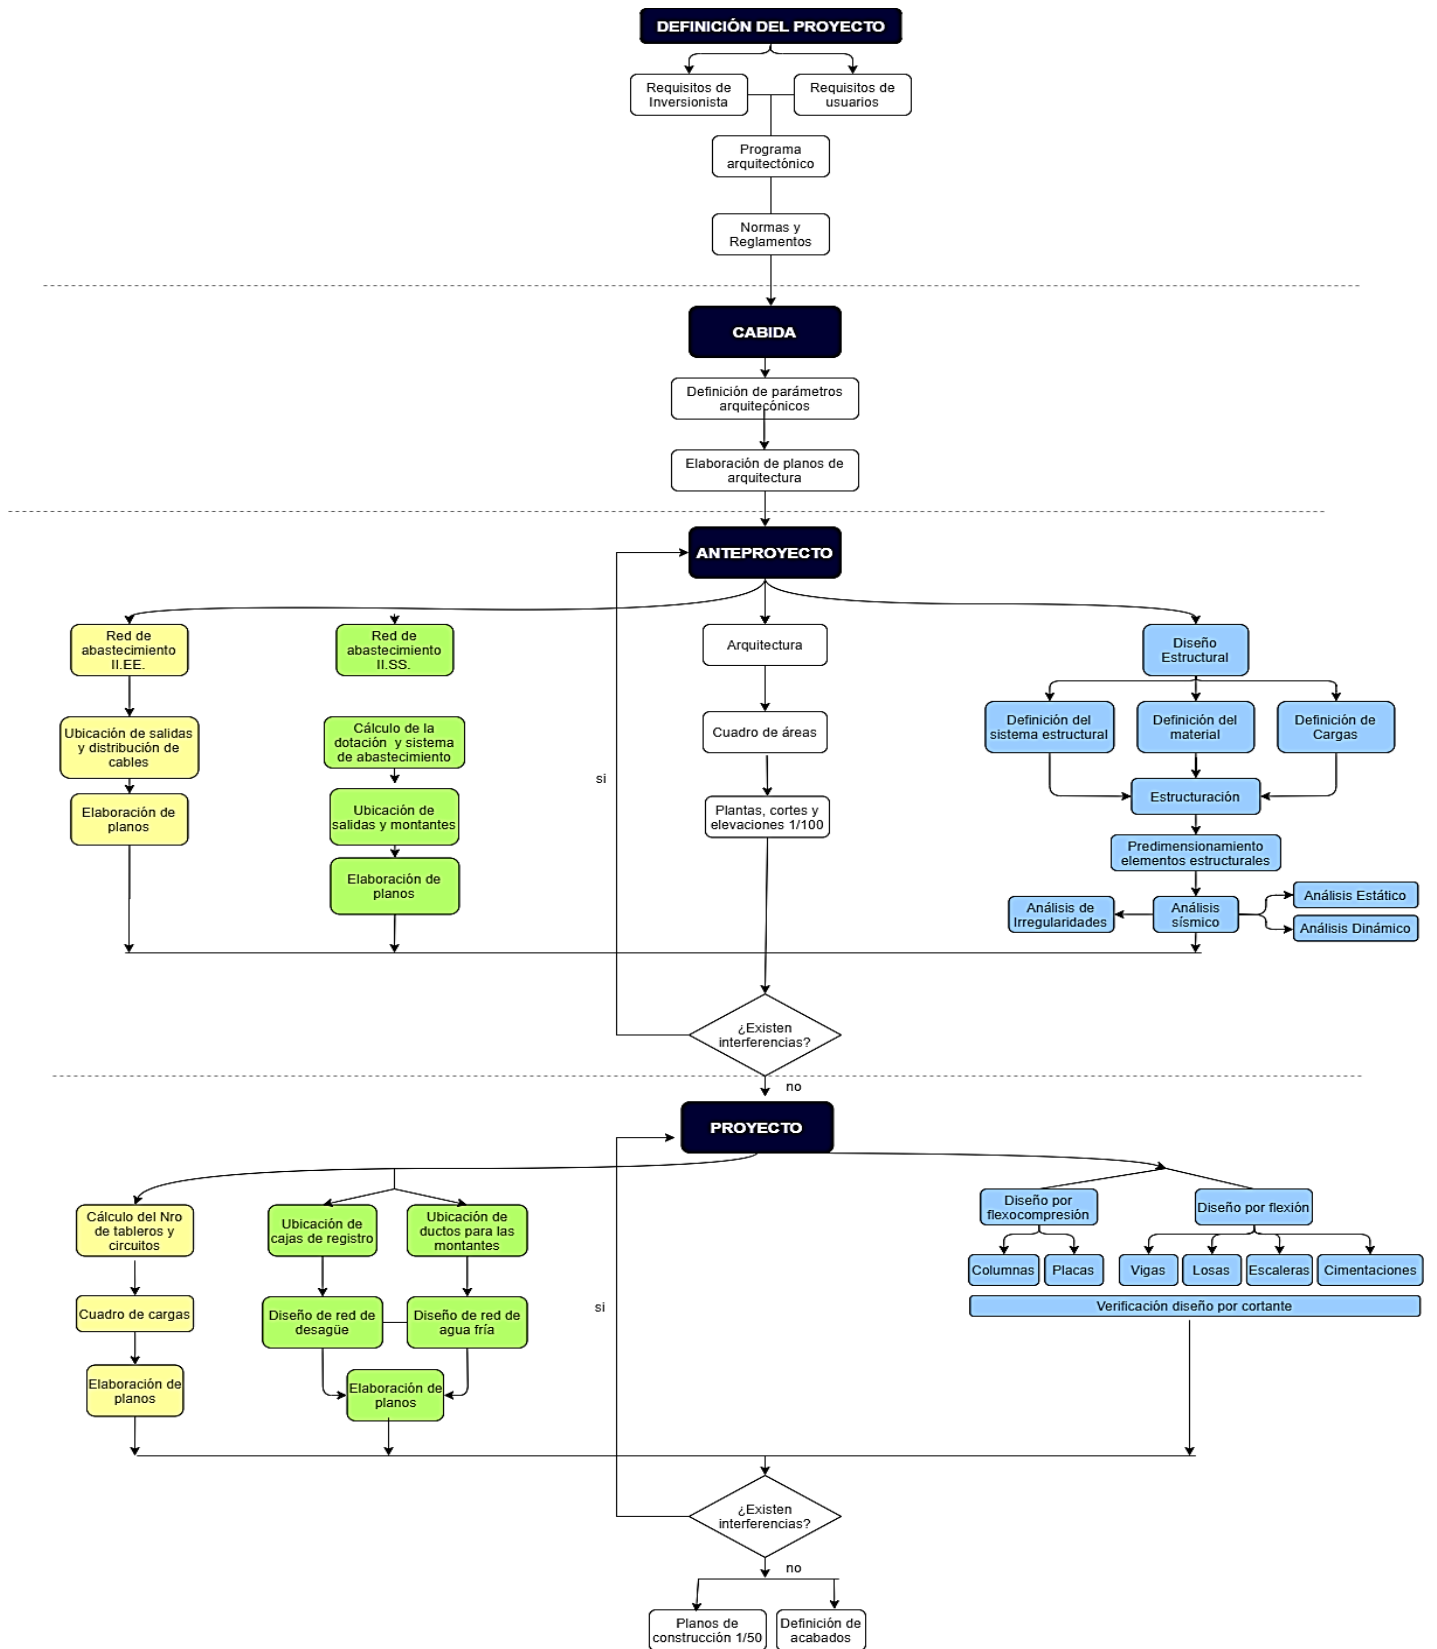 DEFINICIÓN DEL PROYECTO
Requisitos de
Inversionista
Requisitos de
usuarios
Programa
arquitectónico
Normas y
Reglamentos
CABIDA
Definición de parámetros
arquitecónicos
Elaboración de planos de
arquitectura
ANTEPROYECTO
Red de
abastecimiento
II.EE.
Ubicación de salidas
y distribución de
cables
Elaboración de
planos
Red de
abastecimiento
II.SS.
Cálculo de la
dotación y sistema
de abastecimiento
Ubicación de
salidas y montantes
Elaboración de
planos
si
Arquitectura
Cuadro de áreas
Plantas, cortes y
elevaciones 1/100
Diseño
Estructural
Definición del
sistema estructural
Definición del
material
Definición de
Cargas
Estructuración
Predimensionamiento
elementos estructurales
Análisis de
Irregularidades
Análisis
sísmico
Análisis Estático
Análisis Dinámico
¿Existen
interferencias?
no
PROYECTO
Cálculo del Nro
de tableros y
circuitos
Cuadro de cargas
Elaboración de
planos
Ubicación de
cajas de registro
Ubicación de
ductos para las
montantes
Diseño de red de
desagüe
Diseño de red de
agua fría
Elaboración de
planos
si
Diseño por
flexocompresión
Diseño por flexión
Columnas
Placas
Vigas
Losas
Escaleras
Cimentaciones
Verificación diseño por cortante
¿Existen
interferencias?
no
Planos de
construcción 1/50
Definición de
acabados